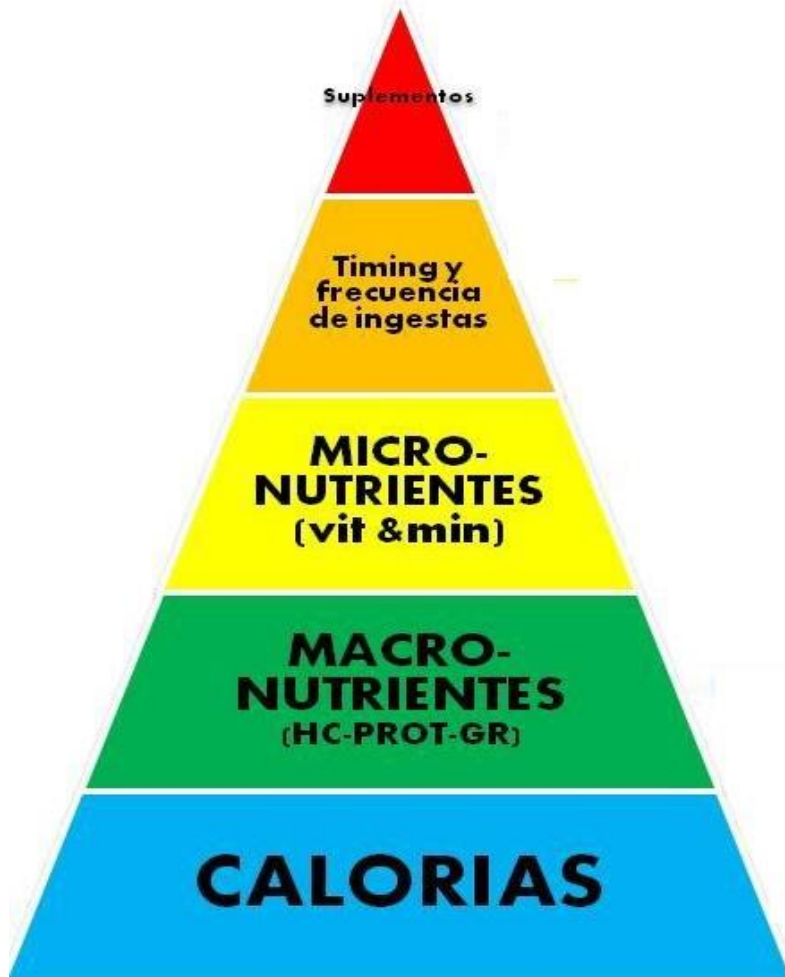 Suplementos
Timing y
frecuencia
de ingestas
MICRO-
NUTRIENTES
(vit &min)
MACRO-
NUTRIENTES
(HC-PROT-GR)
CALORIAS